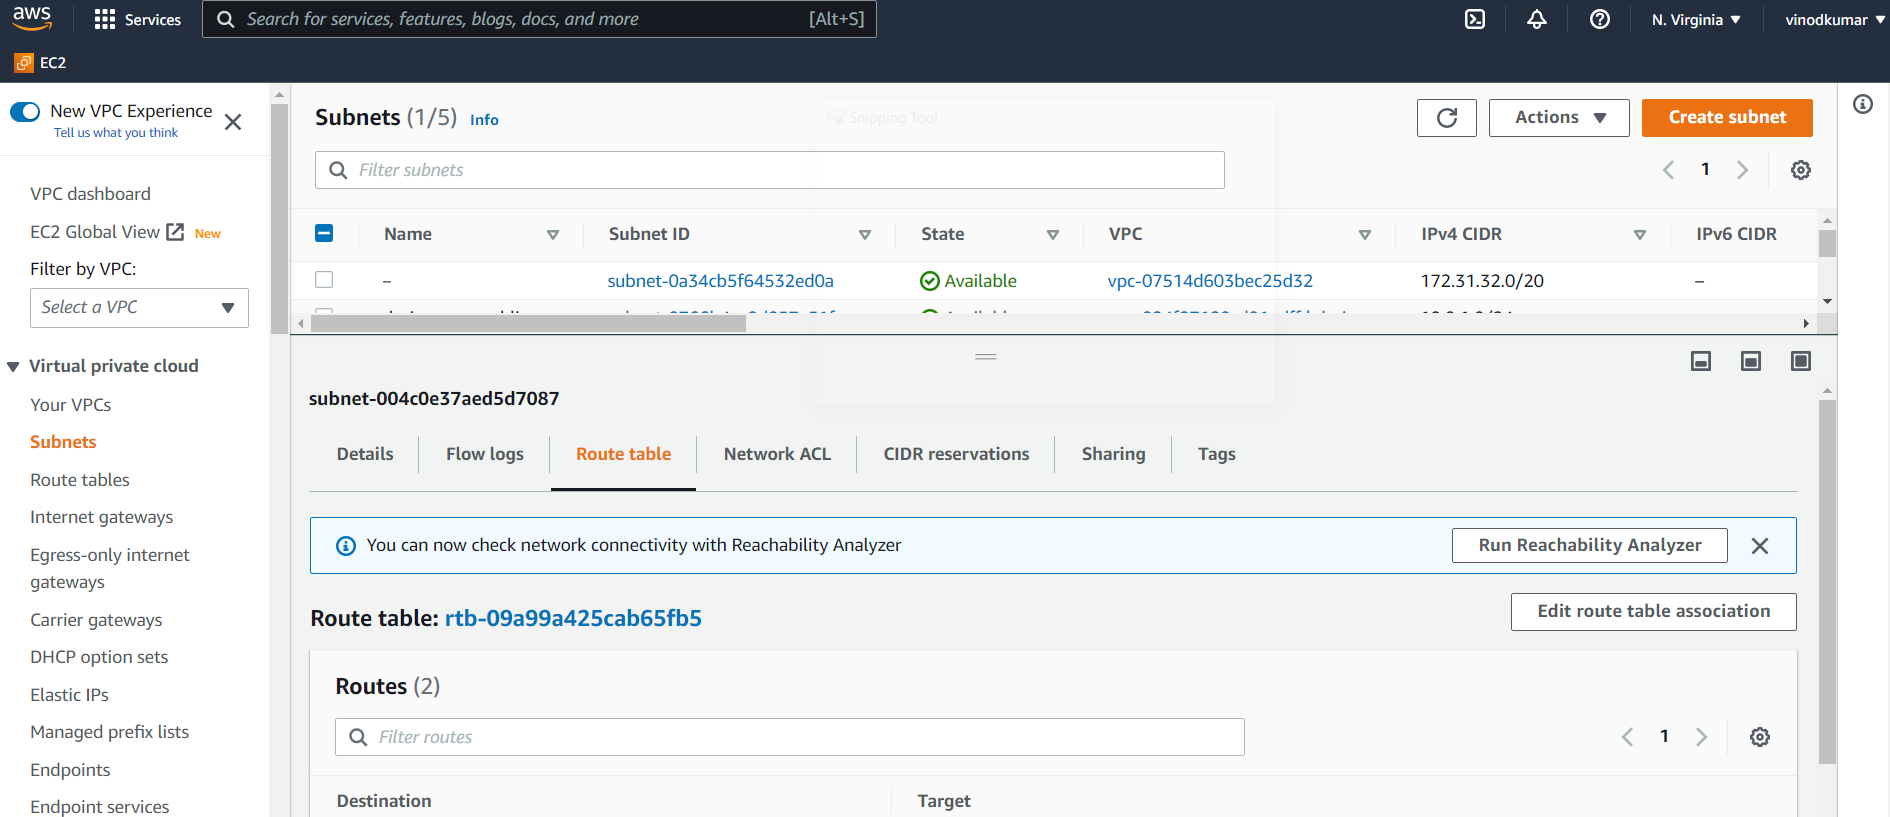 aws
Services
Search for services, features, blogs, docs, and more
[Alt+S]
N. Virginia
vinodkumar
EC2
New VPC Experience
Tell us what you think
VPC dashboard
EC2 Global View
New
Filter by VPC:
Select a VPC
Virtual private cloud
Your VPCs
Subnets
Route tables
Internet gateways
Egress-only internet
gateways
Carrier gateways
DHCP option sets
Elastic IPs
Managed prefix lists
Endpoints
Endpoint services
Subnets (1/5) Info
Snipping Tool
Actions
Create subnet
Filter subnets
1
Name
Subnet ID
State
VPC
IPv4 CIDR
IPv6 CIDR
–
subnet-0a34cb5f64532ed0a
Available
vpc-07514d603bec25d32
172.31.32.0/20
–
subnet-004c0e37aed5d7087
Details
Flow logs
Route table
Network ACL
CIDR reservations
Sharing
Tags
You can now check network connectivity with Reachability Analyzer
Run Reachability Analyzer
Route table: rtb-09a99a425cab65fb5
Edit route table association
Routes (2)
Filter routes
1
Destination
Target